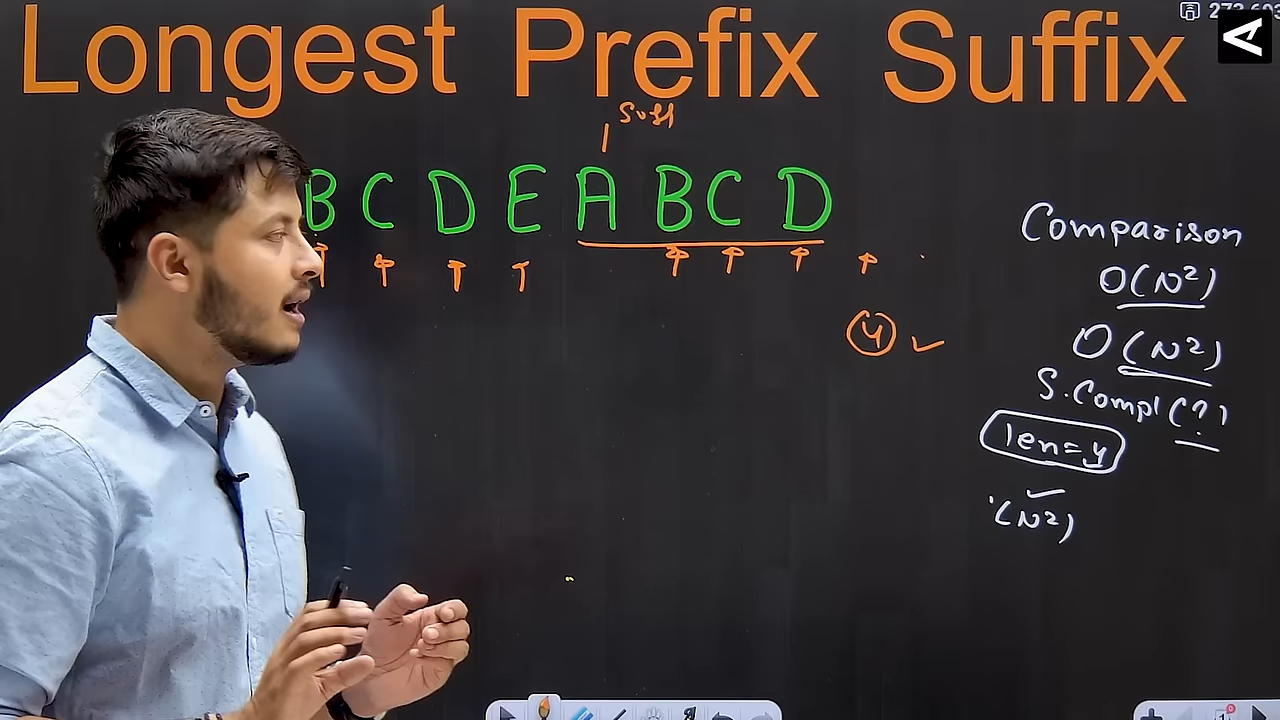 Longest Prefix Suffix
Suff
B C D E A B C D
Comparison
O(N²)
4
O(N²)
S.Compl(?)
len=4
(N²)